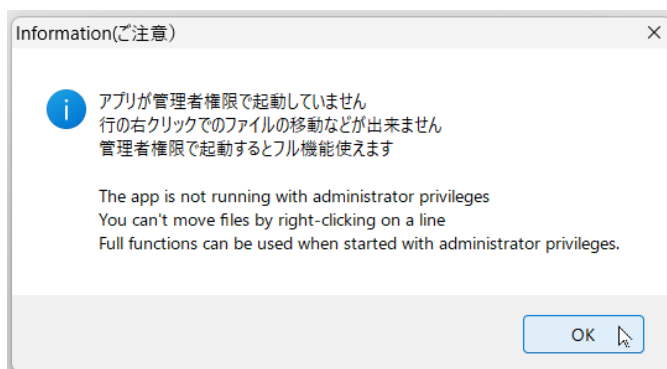 Information(ご注意)
アプリが管理者権限で起動していません
行の右クリックでのファイルの移動などが出来ません
管理者権限で起動するとフル機能使えます
The app is not running with administrator privileges
You can't move files by right-clicking on a line
Full functions can be used when started with administrator privileges.
OK